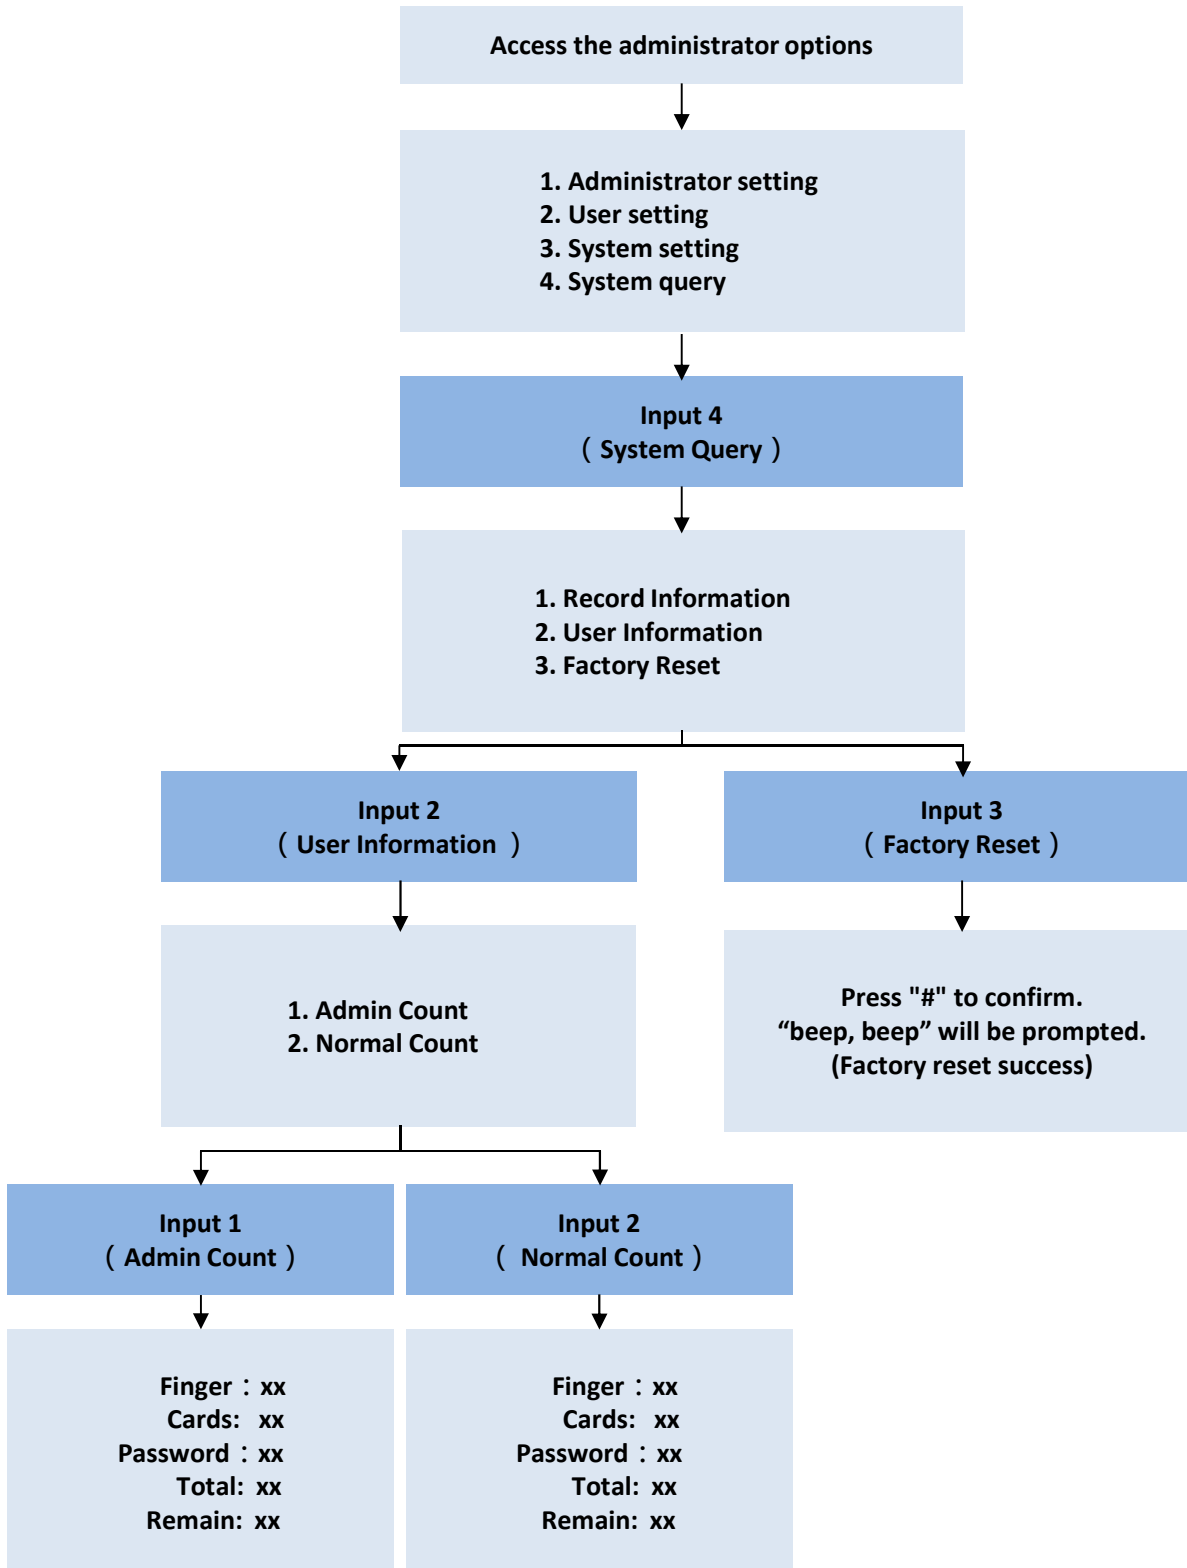 Access the administrator options
1. Administrator setting
2. User setting
3. System setting
4. System query
Input 4
( System Query )
1. Record Information
2. User Information
3. Factory Reset
Input 2
( User Information )
Input 3
( Factory Reset )
1. Admin Count
2. Normal Count
Press "#" to confirm.
“beep, beep” will be prompted.
(Factory reset success)
Input 1
( Admin Count )
Input 2
( Normal Count )
Finger : xx
Cards: xx
Password : xx
Total: xx
Remain: xx
Finger : xx
Cards: xx
Password : xx
Total: xx
Remain: xx